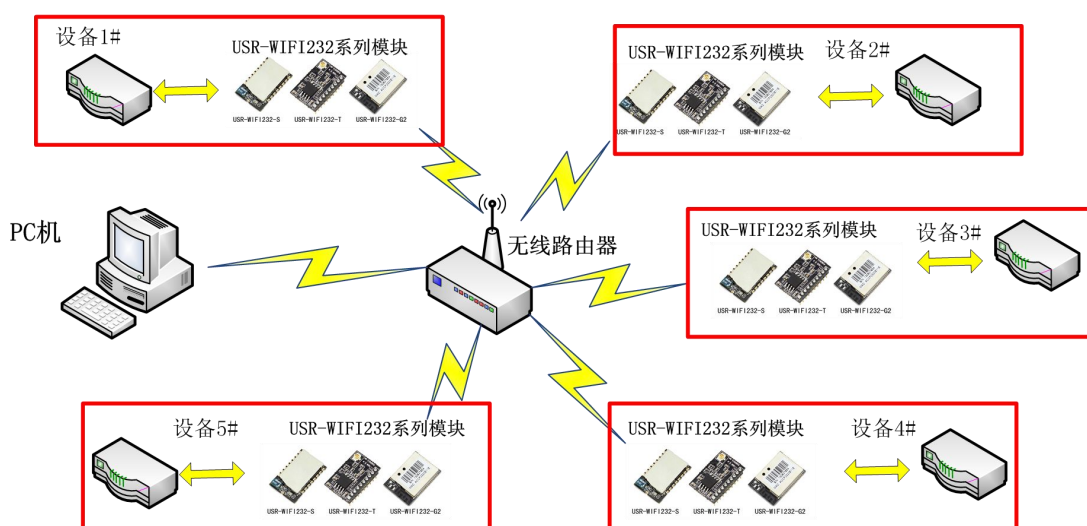 设备1#
USR-WIFI232系列模块
USR-WIFI232-S USR-WIFI232-T USR-WIFI232-G2
USR-WIFI232系列模块
设备2#
USR-WIFI232-S USR-WIFI232-T USR-WIFI232-G2
PC机
无线路由器
USR-WIFI232系列模块
设备3#
USR-WIFI232-S USR-WIFI232-T USR-WIFI232-G2
设备5#
USR-WIFI232系列模块
USR-WIFI232-S USR-WIFI232-T USR-WIFI232-G2
USR-WIFI232系列模块
设备4#
USR-WIFI232-S USR-WIFI232-T USR-WIFI232-G2